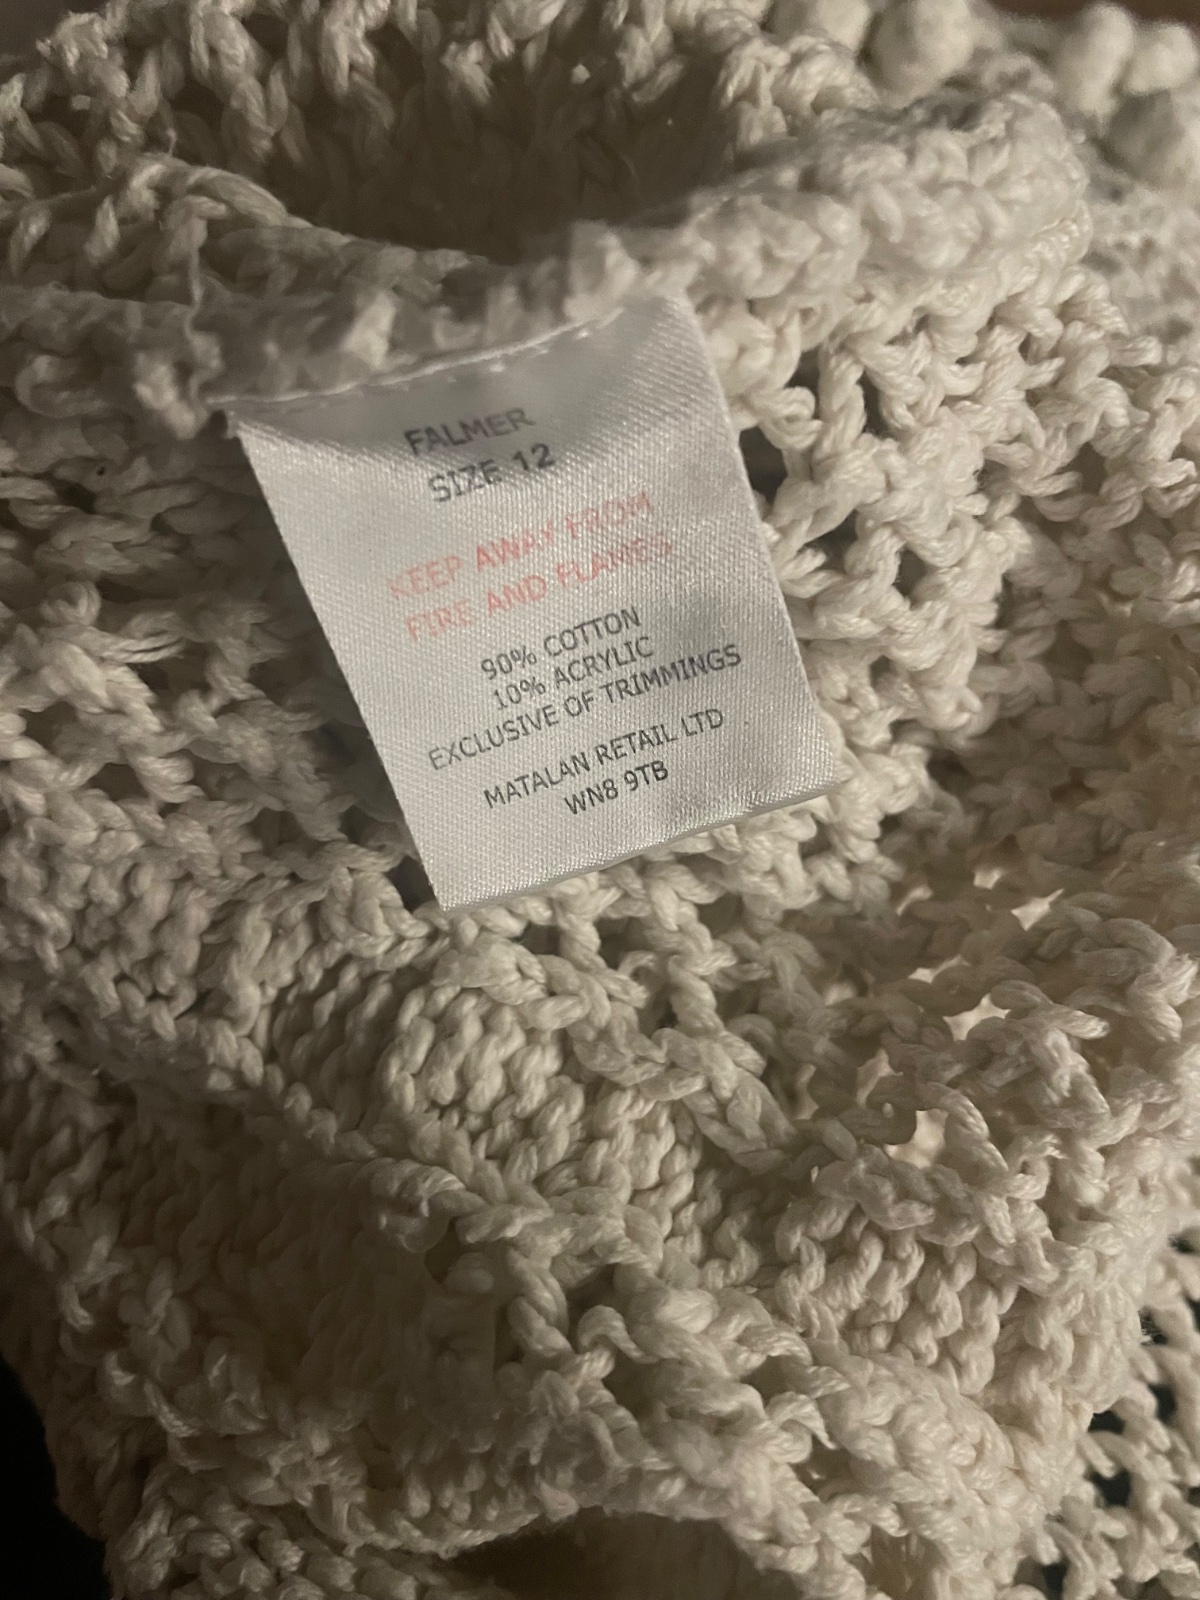 FALMER
SIZE 12
KEEP AWAY FROM
FIRE AND FLAMES
90% COTTON
10% ACRYLIC
EXCLUSIVE OF TRIMMINGS
MATALAN RETAIL LTD
WN8 9TB